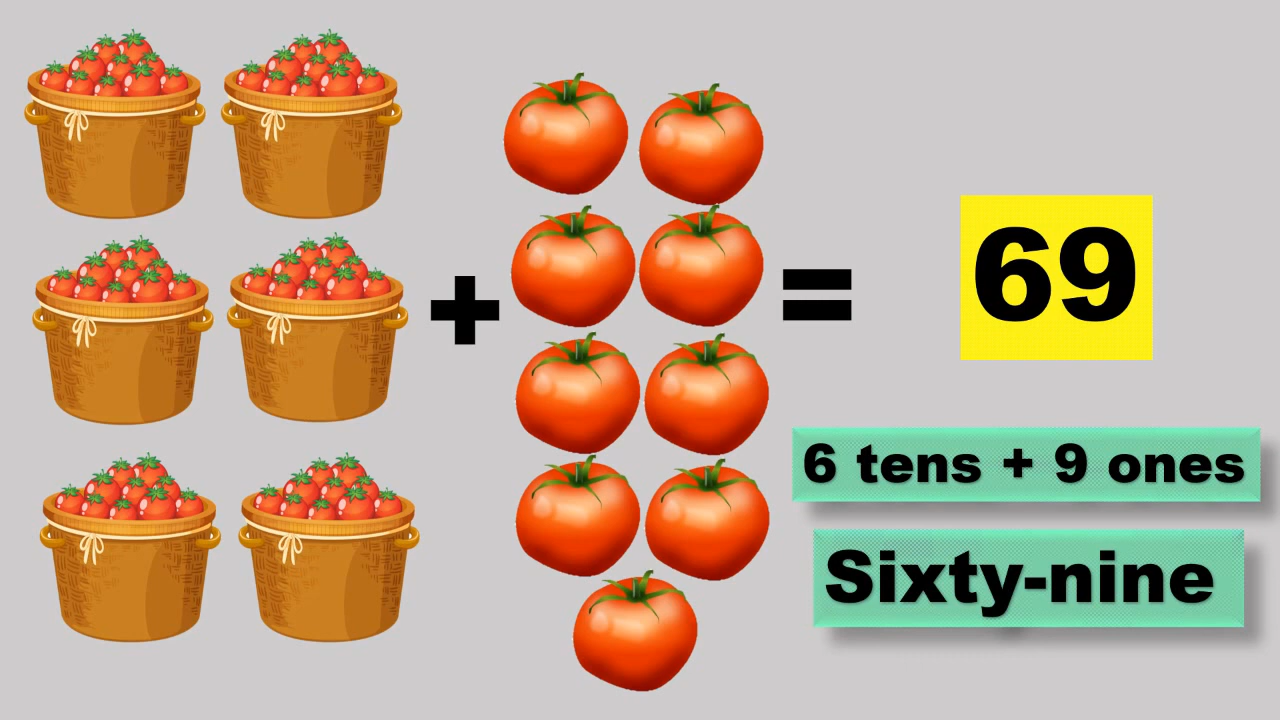 + = 69
6 tens + 9 ones
Sixty-nine